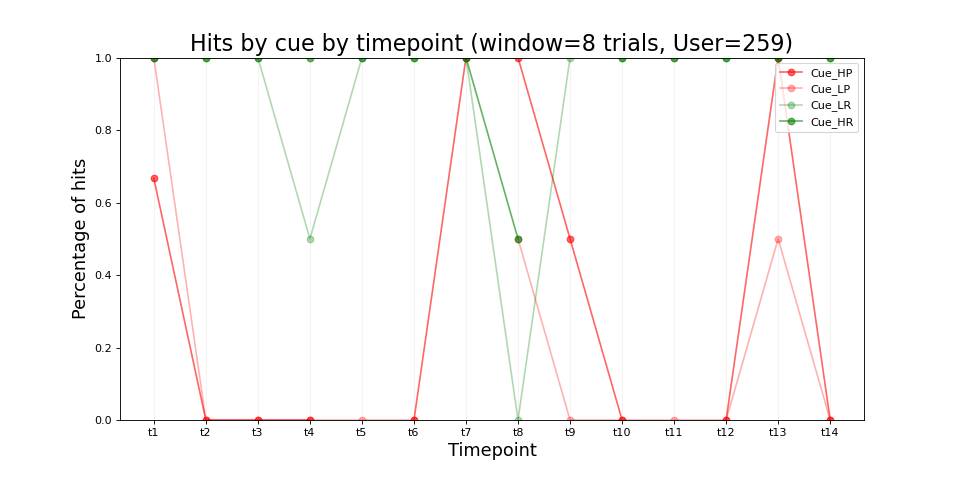 Hits by cue by timepoint (window=8 trials, User=259)
Percentage of hits
1.0
0.8
0.6
0.4
0.2
0.0
Cue_HP
Cue_LP
Cue_LR
Cue_HR
t1 t2 t3 t4 t5 t6 t7 t8 t9 t10 t11 t12 t13 t14
Timepoint